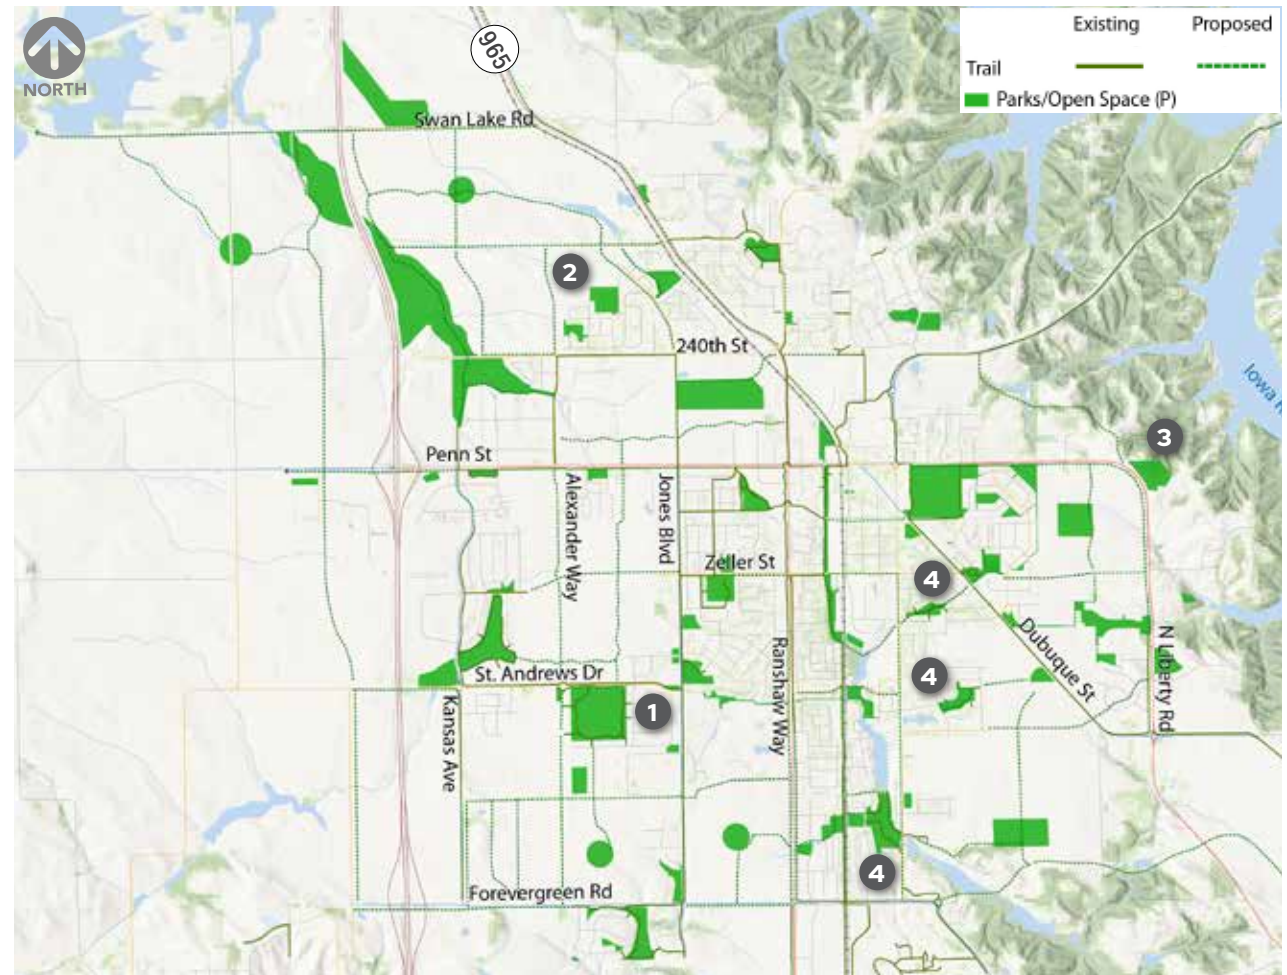 NORTH
965
Existing
Proposed
Trail
Parks/Open Space (P)
Swan Lake Rd
2
240th St
Iowa
3
Penn St
Alexander Way
Jones Blvd
Zeller St
4
Dubuque St
N Liberty Rd
Ranshaw Way
St. Andrews Dr
4
1
Kansas Ave
4
Forevergreen Rd